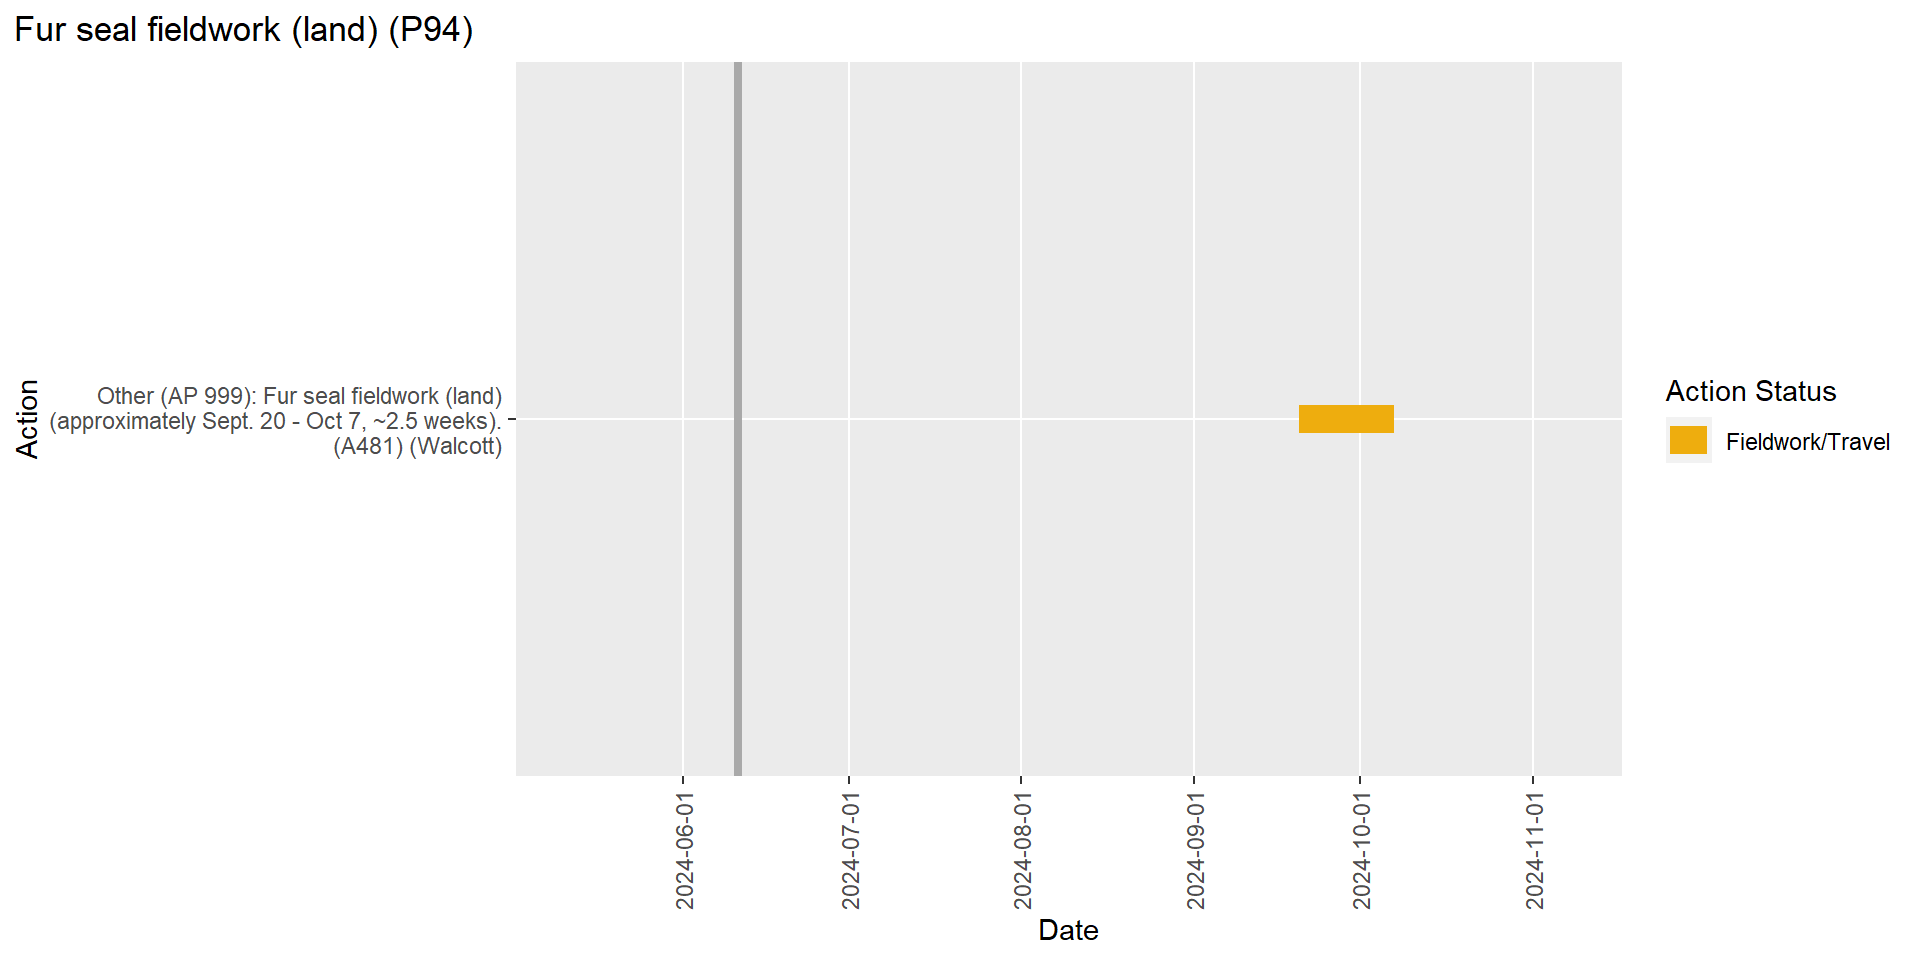 Fur seal fieldwork (land) (P94)
Action
Other (AP 999): Fur seal fieldwork (land)
(approximately Sept. 20 - Oct 7, ~2.5 weeks).
(A481) (Walcott)
2024-06-01
2024-07-01
2024-08-01
2024-09-01
2024-10-01
2024-11-01
Date
Action Status
Fieldwork/Travel